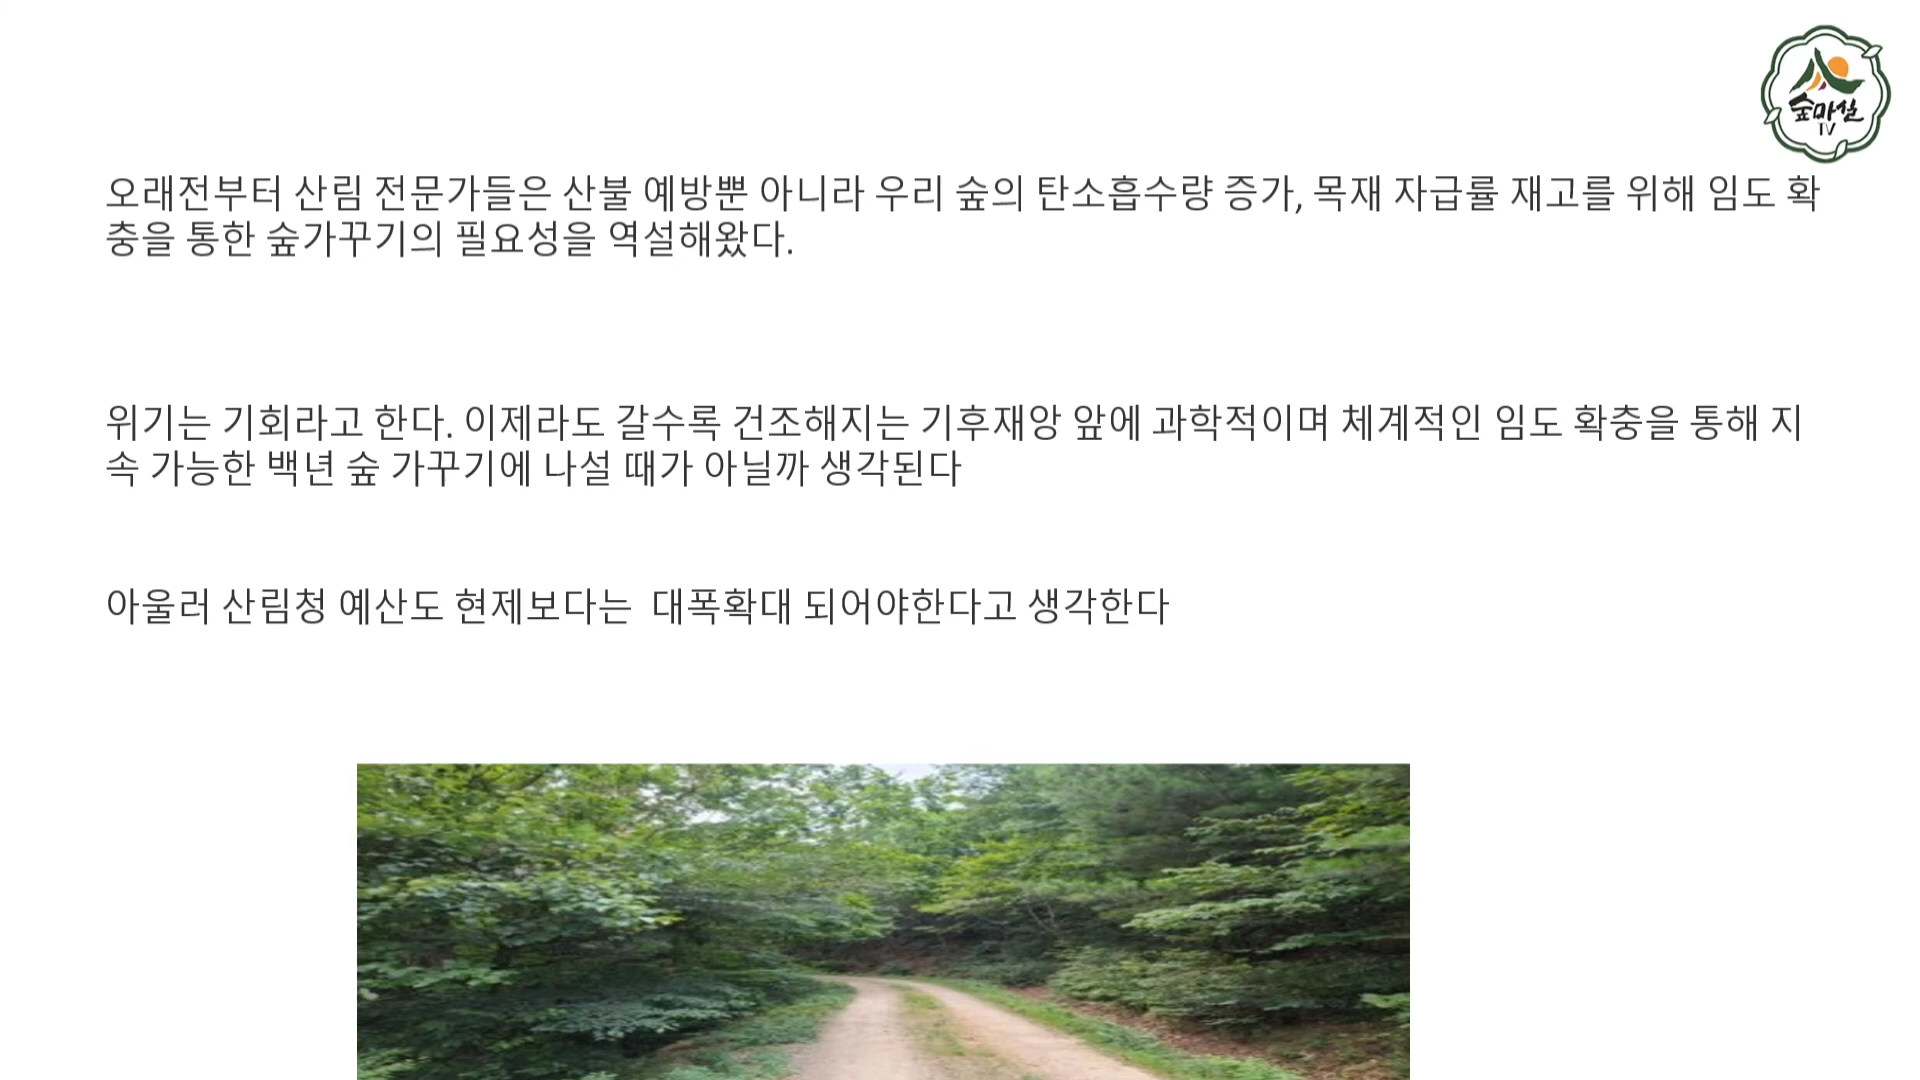 숲마실
TV
오래전부터 산림 전문가들은 산불 예방뿐 아니라 우리 숲의 탄소흡수량 증가, 목재 자급률 재고를 위해 임도 확
충을 통한 숲가꾸기의 필요성을 역설해왔다.
위기는 기회라고 한다. 이제라도 갈수록 건조해지는 기후재앙 앞에 과학적이며 체계적인 임도 확충을 통해 지
속 가능한 백년 숲 가꾸기에 나설 때가 아닐까 생각된다
아울러 산림청 예산도 현제보다는  대폭확대 되어야한다고 생각한다